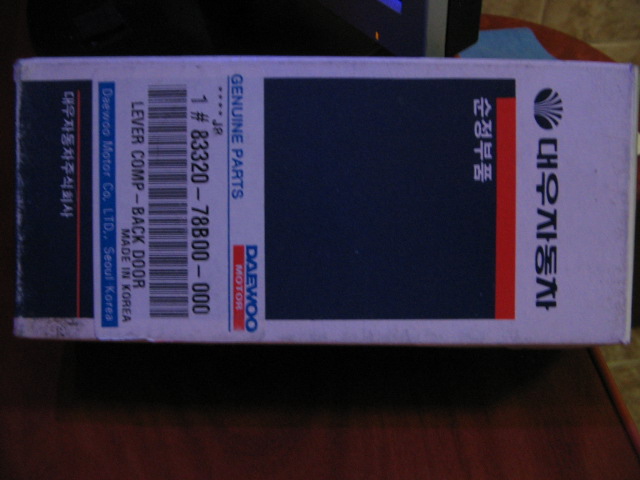 대우자동차
순정부품
GENUINE PARTS
DAEWOO
MOTOR
1 # 83320-78B00-000
LEVER COMP-BACK DOOR
MADE IN KOREA
Daewoo Motor Co, LTD,. Seoul Korea
대우자동차주식회사